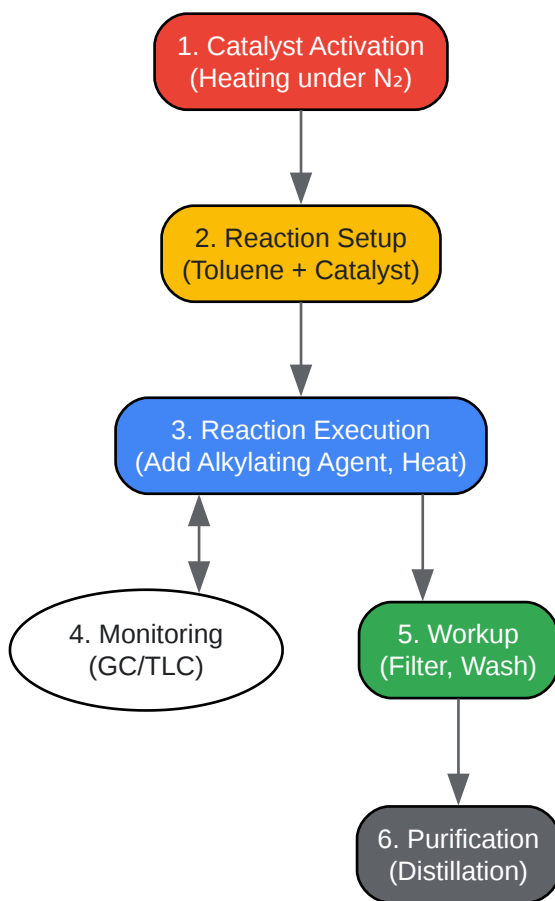 1. Catalyst Activation
(Heating under N₂)
2. Reaction Setup
(Toluene + Catalyst)
3. Reaction Execution
(Add Alkylating Agent, Heat)
4. Monitoring
(GC/TLC)
5. Workup
(Filter, Wash)
6. Purification
(Distillation)